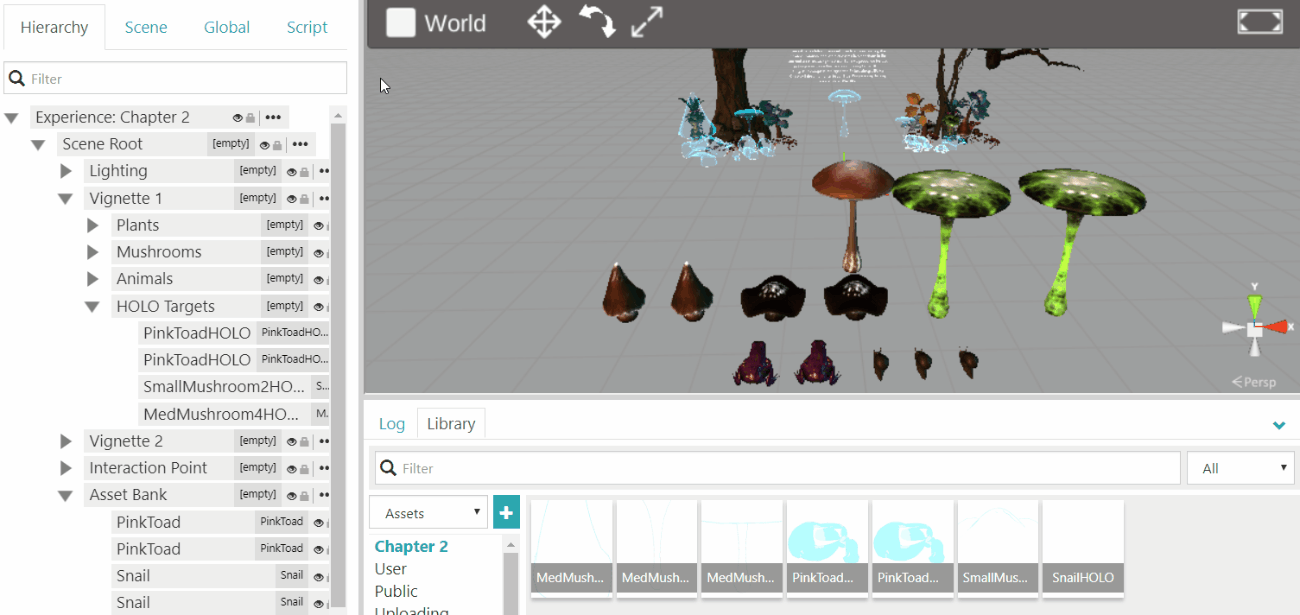 Hierarchy
Scene
Global
Script
Filter
Experience: Chapter 2
Scene Root [empty]
Lighting [empty]
Vignette 1 [empty]
Plants [empty]
Mushrooms [empty]
Animals [empty]
HOLO Targets [empty]
PinkToadHOLO PinkToadHO...
PinkToadHOLO PinkToadHO...
SmallMushroom2HO... S...
MedMushroom4HO... M.
Vignette 2 [empty]
Interaction Point [empty]
Asset Bank [empty]
PinkToad PinkToad
PinkToad PinkToad
Snail Snail
Snail Snail
World
Y
X
Persp
Log
Library
Filter
All
Assets
Chapter 2
User
Public
Uploading
MedMush...
MedMush...
MedMush...
PinkToad...
PinkToad...
SmallMus...
SnailHOLO